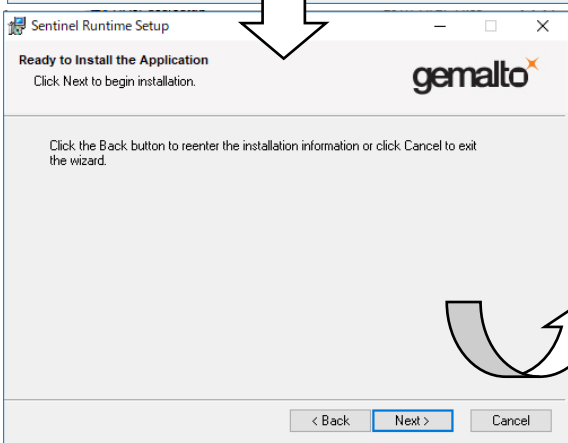 Sentinel Runtime Setup
Ready to Install the Application
Click Next to begin installation.
gemalto
Click the Back button to reenter the installation information or click Cancel to exit
the wizard.
< Back
Next >
Cancel